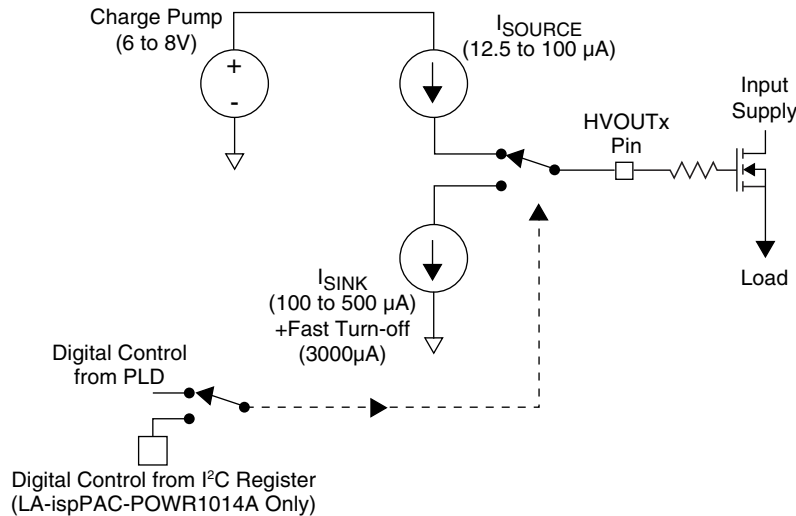 Charge Pump
(6 to 8V)
+
-
ISOURCE
(12.5 to 100 µA)
Input
Supply
HVOUTx
Pin
Load
ISINK
(100 to 500 µA)
+Fast Turn-off
(3000µA)
Digital Control
from PLD
Digital Control from I²C Register
(LA-ispPAC-POWR1014A Only)